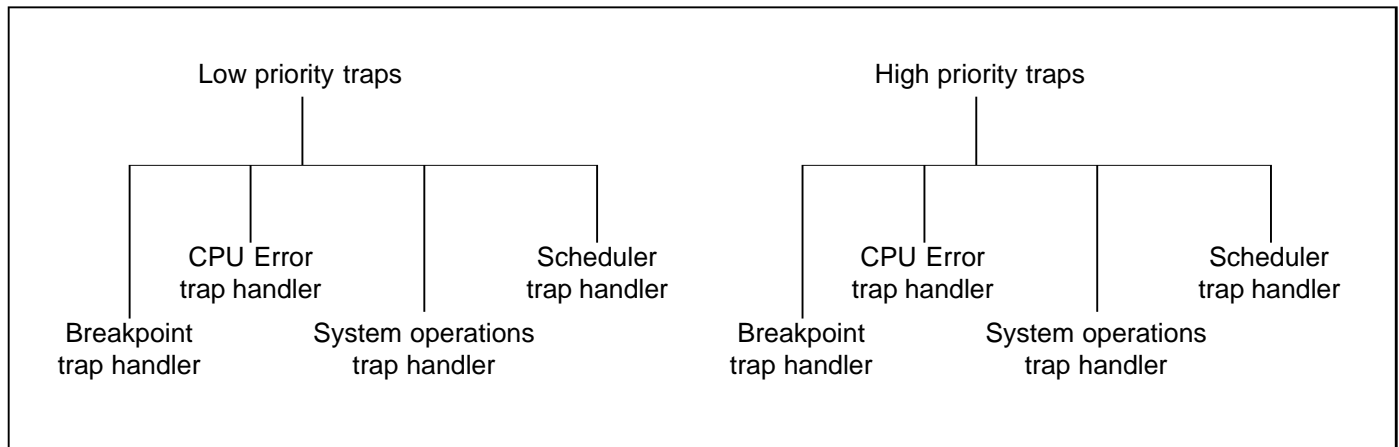 Low priority traps
High priority traps
CPU Error
trap handler
Scheduler
trap handler
Breakpoint
trap handler
System operations
trap handler
CPU Error
trap handler
Scheduler
trap handler
Breakpoint
trap handler
System operations
trap handler